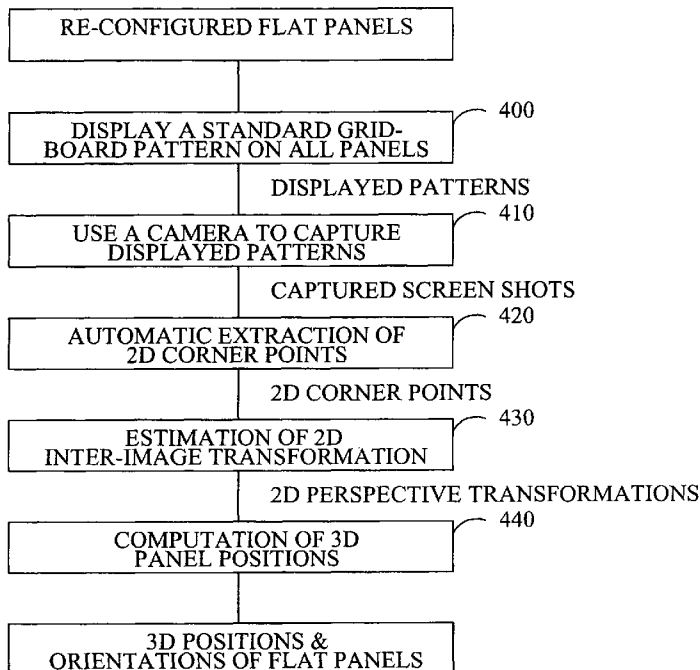 RE-CONFIGURED FLAT PANELS
400
DISPLAY A STANDARD GRID-
BOARD PATTERN ON ALL PANELS
DISPLAYED PATTERNS
410
USE A CAMERA TO CAPTURE
DISPLAYED PATTERNS
CAPTURED SCREEN SHOTS
420
AUTOMATIC EXTRACTION OF
2D CORNER POINTS
2D CORNER POINTS
430
ESTIMATION OF 2D
INTER-IMAGE TRANSFORMATION
2D PERSPECTIVE TRANSFORMATIONS
440
COMPUTATION OF 3D
PANEL POSITIONS
3D POSITIONS &
ORIENTATIONS OF FLAT PANELS